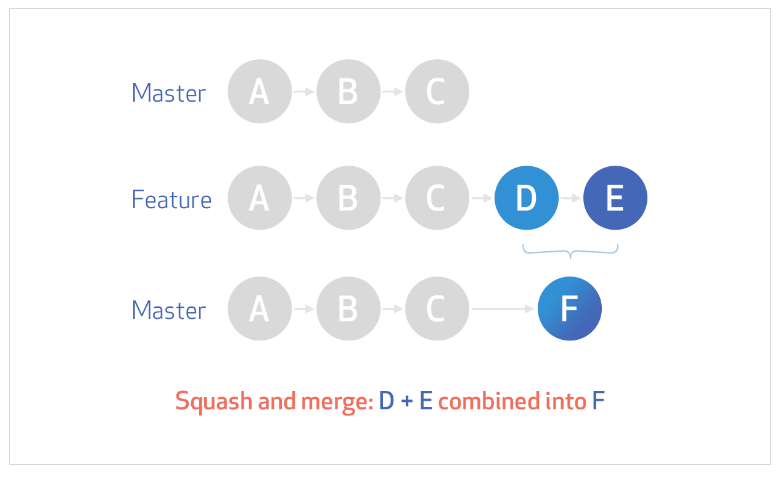 Master A B C
Feature A B C D E
Master A B C F
Squash and merge: D + E combined into F